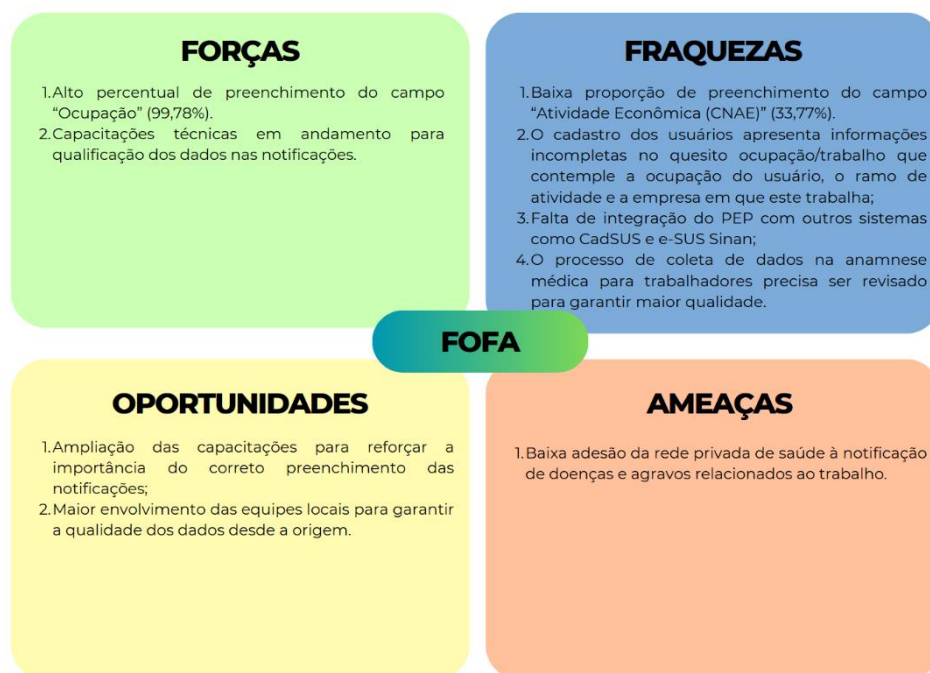 FORÇAS
1.Alto percentual de preenchimento do campo
“Ocupação” (99,78%).
2.Capacitações técnicas em andamento para
qualificação dos dados nas notificações.
FRAQUEZAS
1.Baixa proporção de preenchimento do campo
“Atividade Econômica (CNAE)” (33,77%).
2.O cadastro dos usuários apresenta informações
incompletas no quesito ocupação/trabalho que
contemple a ocupação do usuário, o ramo de
atividade e a empresa em que este trabalha;
3.Falta de integração do PEP com outros sistemas
como CadSUS e e-SUS Sinan;
4.O processo de coleta de dados na anamnese
médica para trabalhadores precisa ser revisado
para garantir maior qualidade.
FOFA
OPORTUNIDADES
1.Ampliação das capacitações para reforçar a
importância do correto preenchimento das
notificações;
2.Maior envolvimento das equipes locais para garantir
a qualidade dos dados desde a origem.
AMEAÇAS
1.Baixa adesão da rede privada de saúde à notificação
de doenças e agravos relacionados ao trabalho.